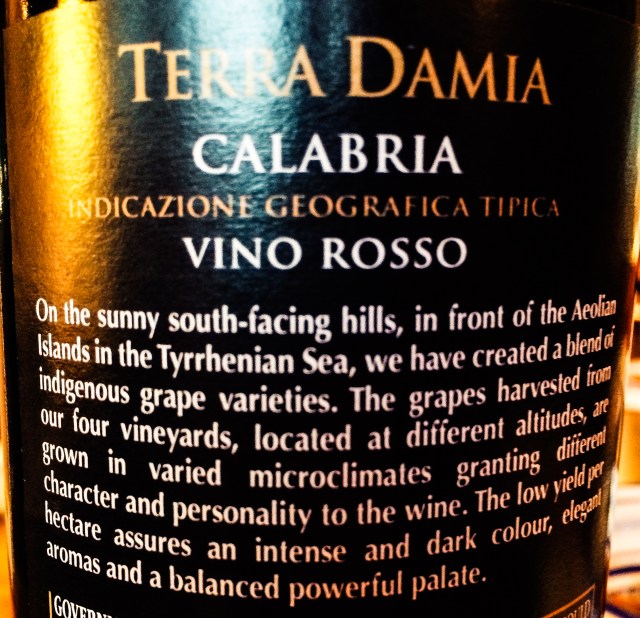 TERRA DAMIA
CALABRIA
INDICAZIONE GEOGRAFICA TIPICA
VINO ROSSO
On the sunny south-facing hills, in front of the Aeolian
Islands in the Tyrrhenian Sea, we have created a blend of
indigenous grape varieties. The grapes harvested from
our four vineyards, located at different altitudes, are
grown in varied microclimates granting different
character and personality to the wine. The low yield per
hectare assures an intense and dark colour, elegant
aromas and a balanced powerful palate.